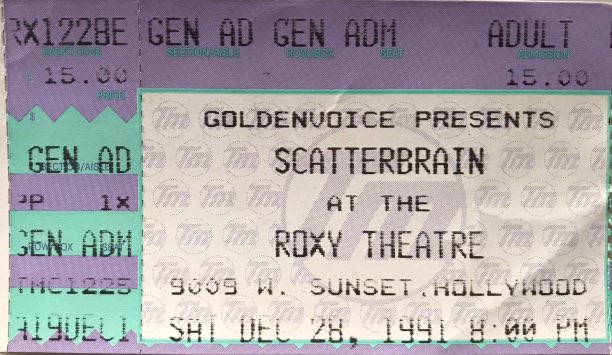 RX1228E GEN AD GEN ADM ADULT
EVENT CODE SECTION/AISLE ROW/BOX SEAT ADMISSION
$ 15.00 15.00
PRICE
$
GOLDENVOICE PRESENTS
GEN AD SCATTERBRAIN
SECTION/AISLE
1X AT THE
GEN ADM ROXY THEATRE
ROW/BOX SEAT
TMC1225 9009 W. SUNSET,HOLLYWOOD
A19DEC1 SAT DEC 28, 1991 8:00 PM